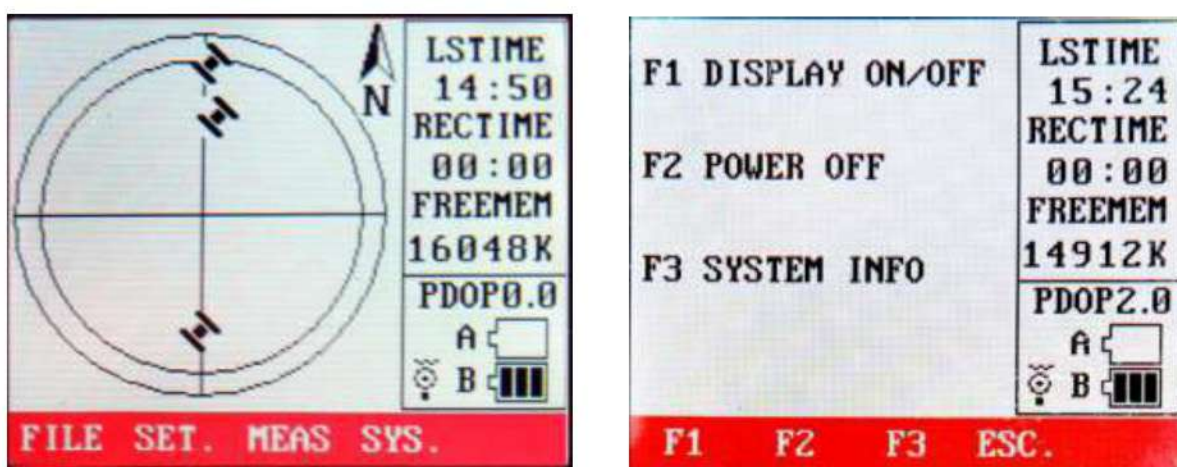 N
LSTIME
14:50
RECTIME
00:00
FREEMEM
16048K
PDOP0.0
A
B
FILE SET. MEAS SYS.
F1 DISPLAY ON/OFF
F2 POWER OFF
F3 SYSTEM INFO
LSTIME
15:24
RECTIME
00:00
FREEMEM
14912K
PDOP2.0
A
B
F1 F2 F3 ESC.